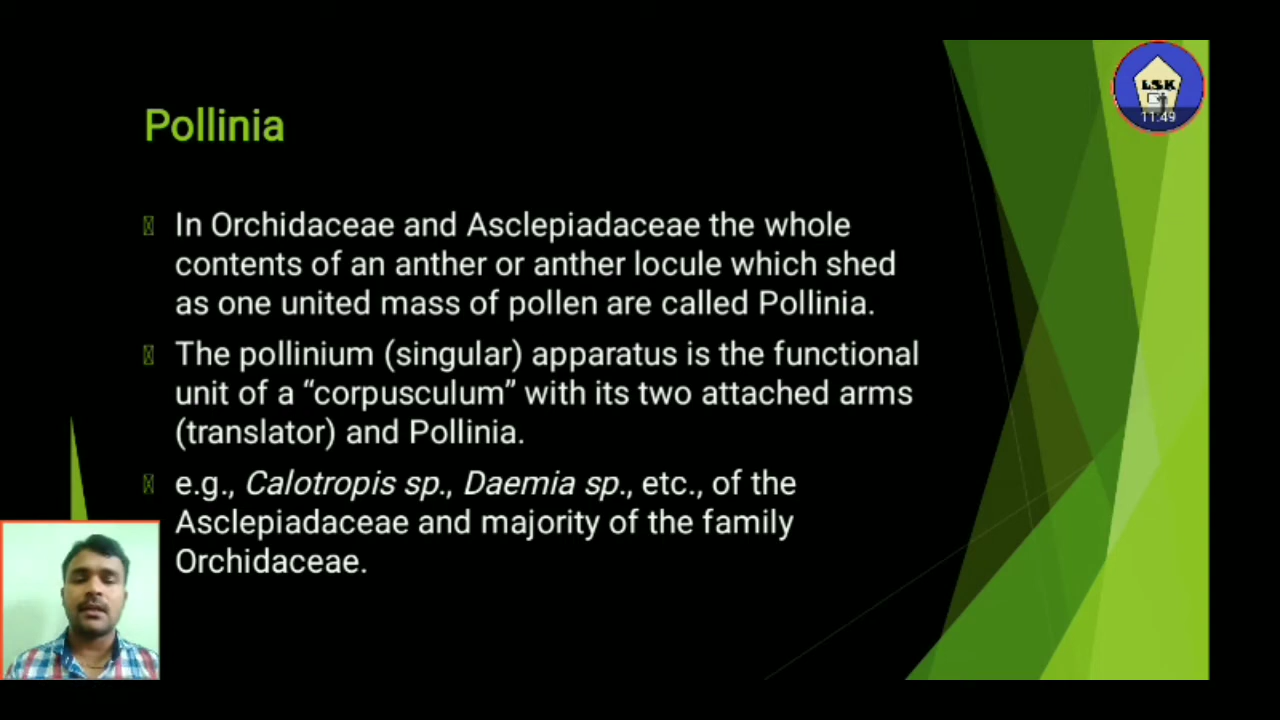 LSK
11:49
Pollinia
In Orchidaceae and Asclepiadaceae the whole
contents of an anther or anther locule which shed
as one united mass of pollen are called Pollinia.
The pollinium (singular) apparatus is the functional
unit of a “corpusculum” with its two attached arms
(translator) and Pollinia.
e.g., Calotropis sp., Daemia sp., etc., of the
Asclepiadaceae and majority of the family
Orchidaceae.